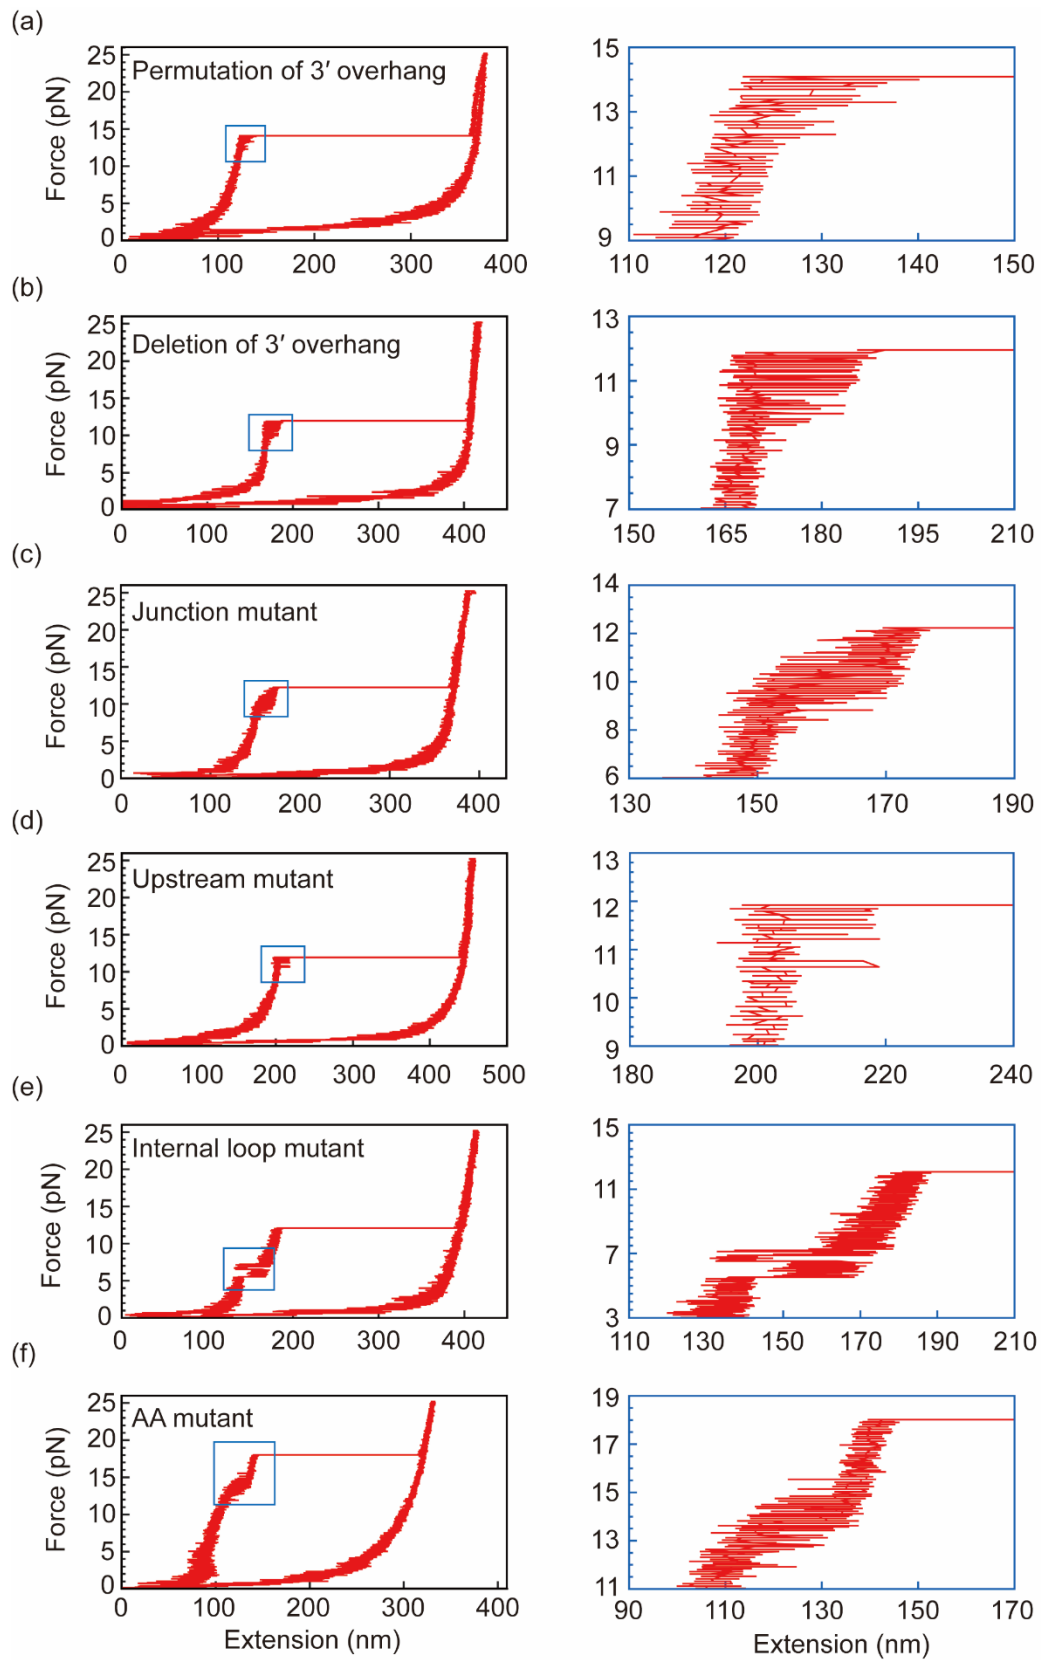 (a)
25
20
15
10
5
0
Force (pN)
Permutation of 3′ overhang
0 100 200 300 400
15
13
11
9
110 120 130 140 150
(b)
25
20
15
10
5
0
Force (pN)
Deletion of 3′ overhang
0 100 200 300 400
13
11
9
7
150 165 180 195 210
(c)
25
20
15
10
5
0
Force (pN)
Junction mutant
0 100 200 300 400
14
12
10
8
6
130 150 170 190
(d)
25
20
15
10
5
0
Force (pN)
Upstream mutant
0 100 200 300 400 500
13
12
11
10
9
180 200 220 240
(e)
25
20
15
10
5
0
Force (pN)
Internal loop mutant
0 100 200 300 400
15
11
7
3
110 130 150 170 190 210
(f)
25
20
15
10
5
0
Force (pN)
AA mutant
0 100 200 300 400
Extension (nm)
19
17
15
13
11
90 110 130 150 170
Extension (nm)